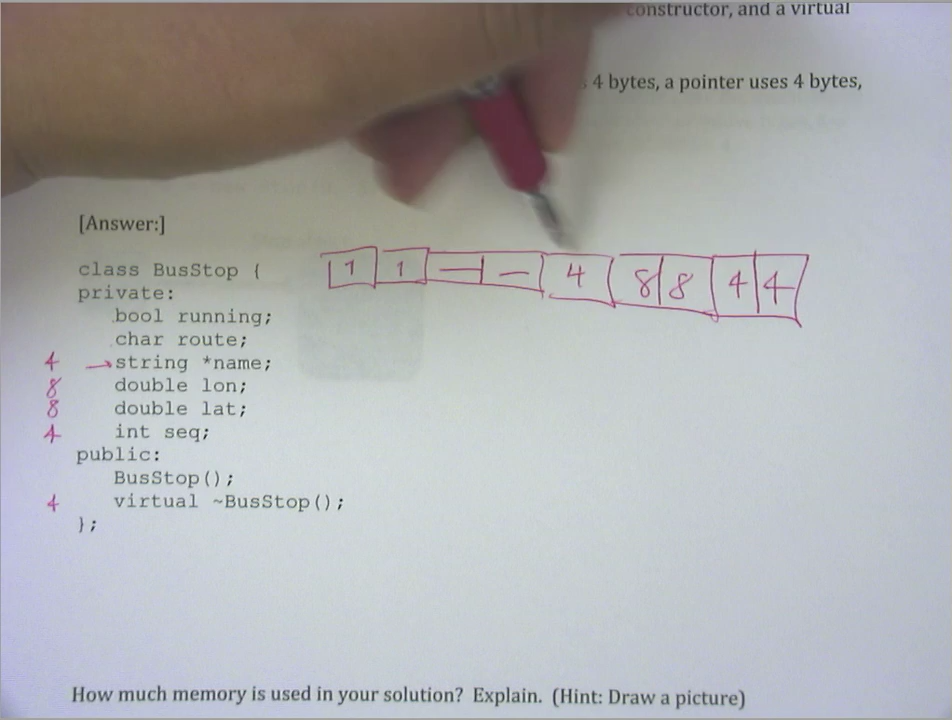 constructor, and a virtual
4 bytes, a pointer uses 4 bytes,
[Answer:]
1 1 — — 4 8 8 4 4
class BusStop {
private:
bool running;
char route;
4 → string *name;
8 double lon;
8 double lat;
4 int seq;
public:
BusStop();
4 virtual ~BusStop();
};
How much memory is used in your solution? Explain. (Hint: Draw a picture)